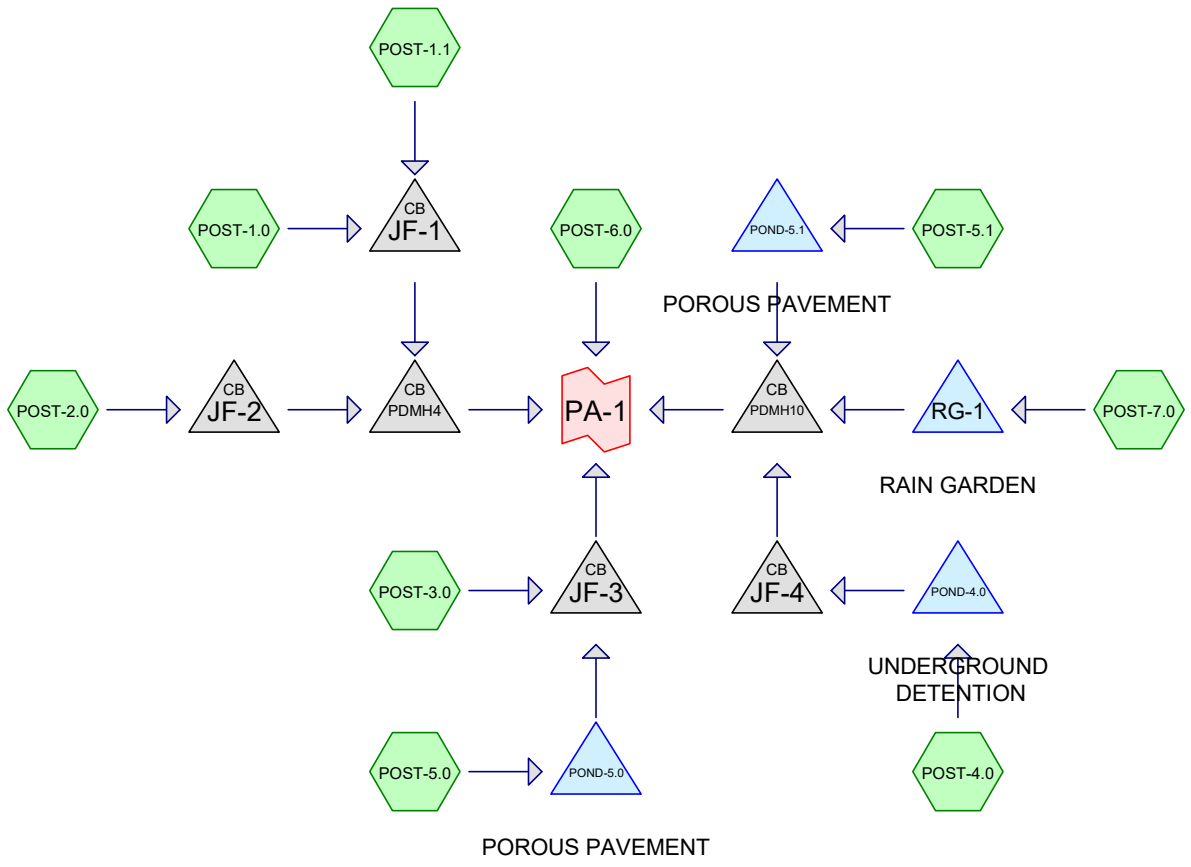 POST-1.1
CB
JF-1
POST-1.0
POST-6.0
POND-5.1
POST-5.1
POROUS PAVEMENT
POST-2.0
CB
JF-2
CB
PDMH4
PA-1
CB
PDMH10
RG-1
POST-7.0
RAIN GARDEN
POST-3.0
CB
JF-3
CB
JF-4
POND-4.0
UNDERGROUND
DETENTION
POST-5.0
POND-5.0
POST-4.0
POROUS PAVEMENT